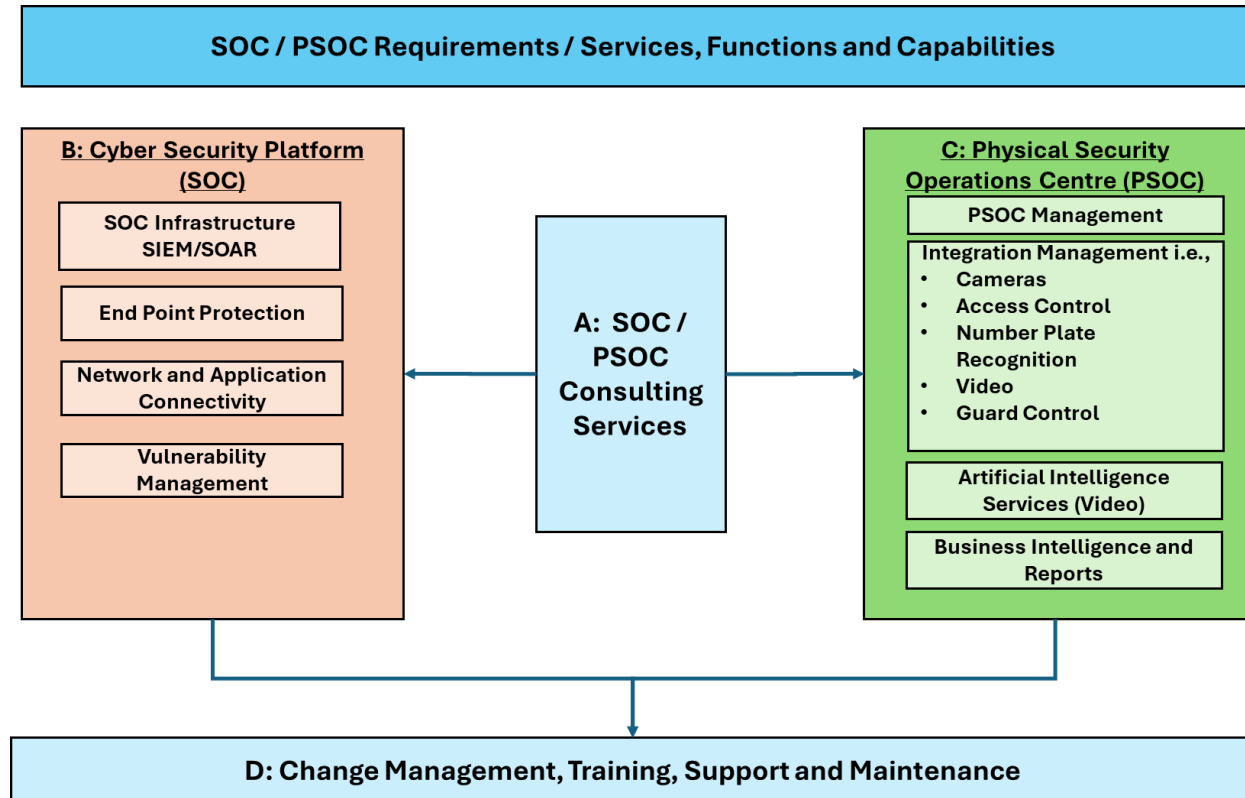 SOC / PSOC Requirements / Services, Functions and Capabilities
B: Cyber Security Platform
(SOC)
SOC Infrastructure
SIEM/SOAR
End Point Protection
Network and Application
Connectivity
Vulnerability
Management
A:  SOC /
PSOC
Consulting
Services
C: Physical Security
Operations Centre (PSOC)
PSOC Management
Integration Management i.e.,
• Cameras
• Access Control
• Number Plate
Recognition
• Video
• Guard Control
Artificial Intelligence
Services (Video)
Business Intelligence and
Reports
D: Change Management, Training, Support and Maintenance